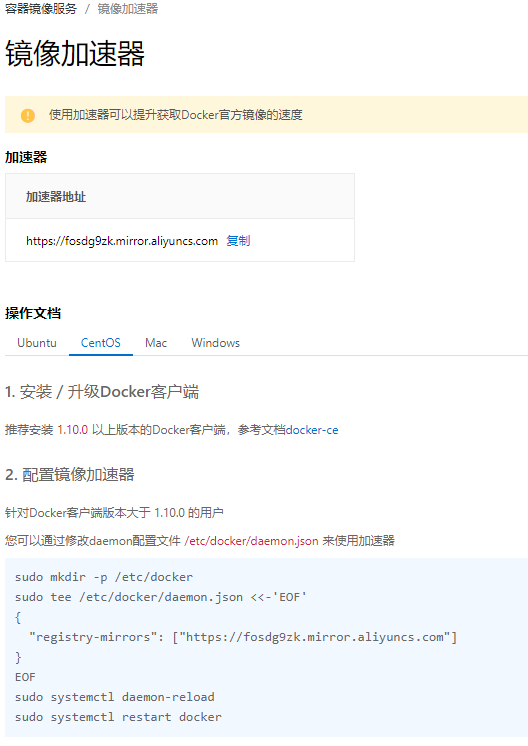 容器镜像服务 / 镜像加速器
镜像加速器
使用加速器可以提升获取Docker官方镜像的速度
加速器
加速器地址
https://fosdg9zk.mirror.aliyuncs.com 复制
操作文档
Ubuntu CentOS Mac Windows
1. 安装 / 升级Docker客户端
推荐安装 1.10.0 以上版本的Docker客户端，参考文档docker-ce
2. 配置镜像加速器
针对Docker客户端版本大于 1.10.0 的用户
您可以通过修改daemon配置文件 /etc/docker/daemon.json 来使用加速器
sudo mkdir -p /etc/docker
sudo tee /etc/docker/daemon.json <<-'EOF'
{
  "registry-mirrors": ["https://fosdg9zk.mirror.aliyuncs.com"]
}
EOF
sudo systemctl daemon-reload
sudo systemctl restart docker